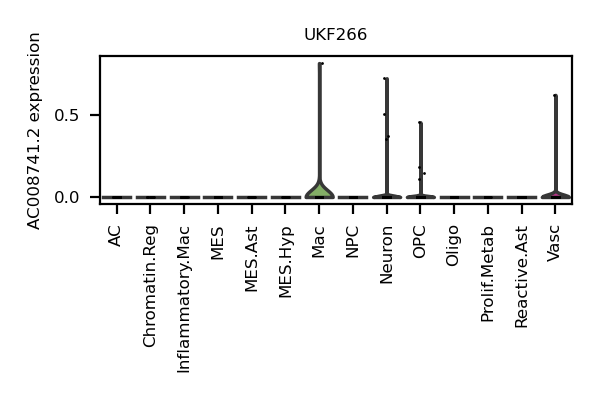 UKF266
AC008741.2 expression
0.5
0.0
AC
Chromatin.Reg
Inflammatory.Mac
MES
MES.Ast
MES.Hyp
Mac
NPC
Neuron
OPC
Oligo
Prolif.Metab
Reactive.Ast
Vasc